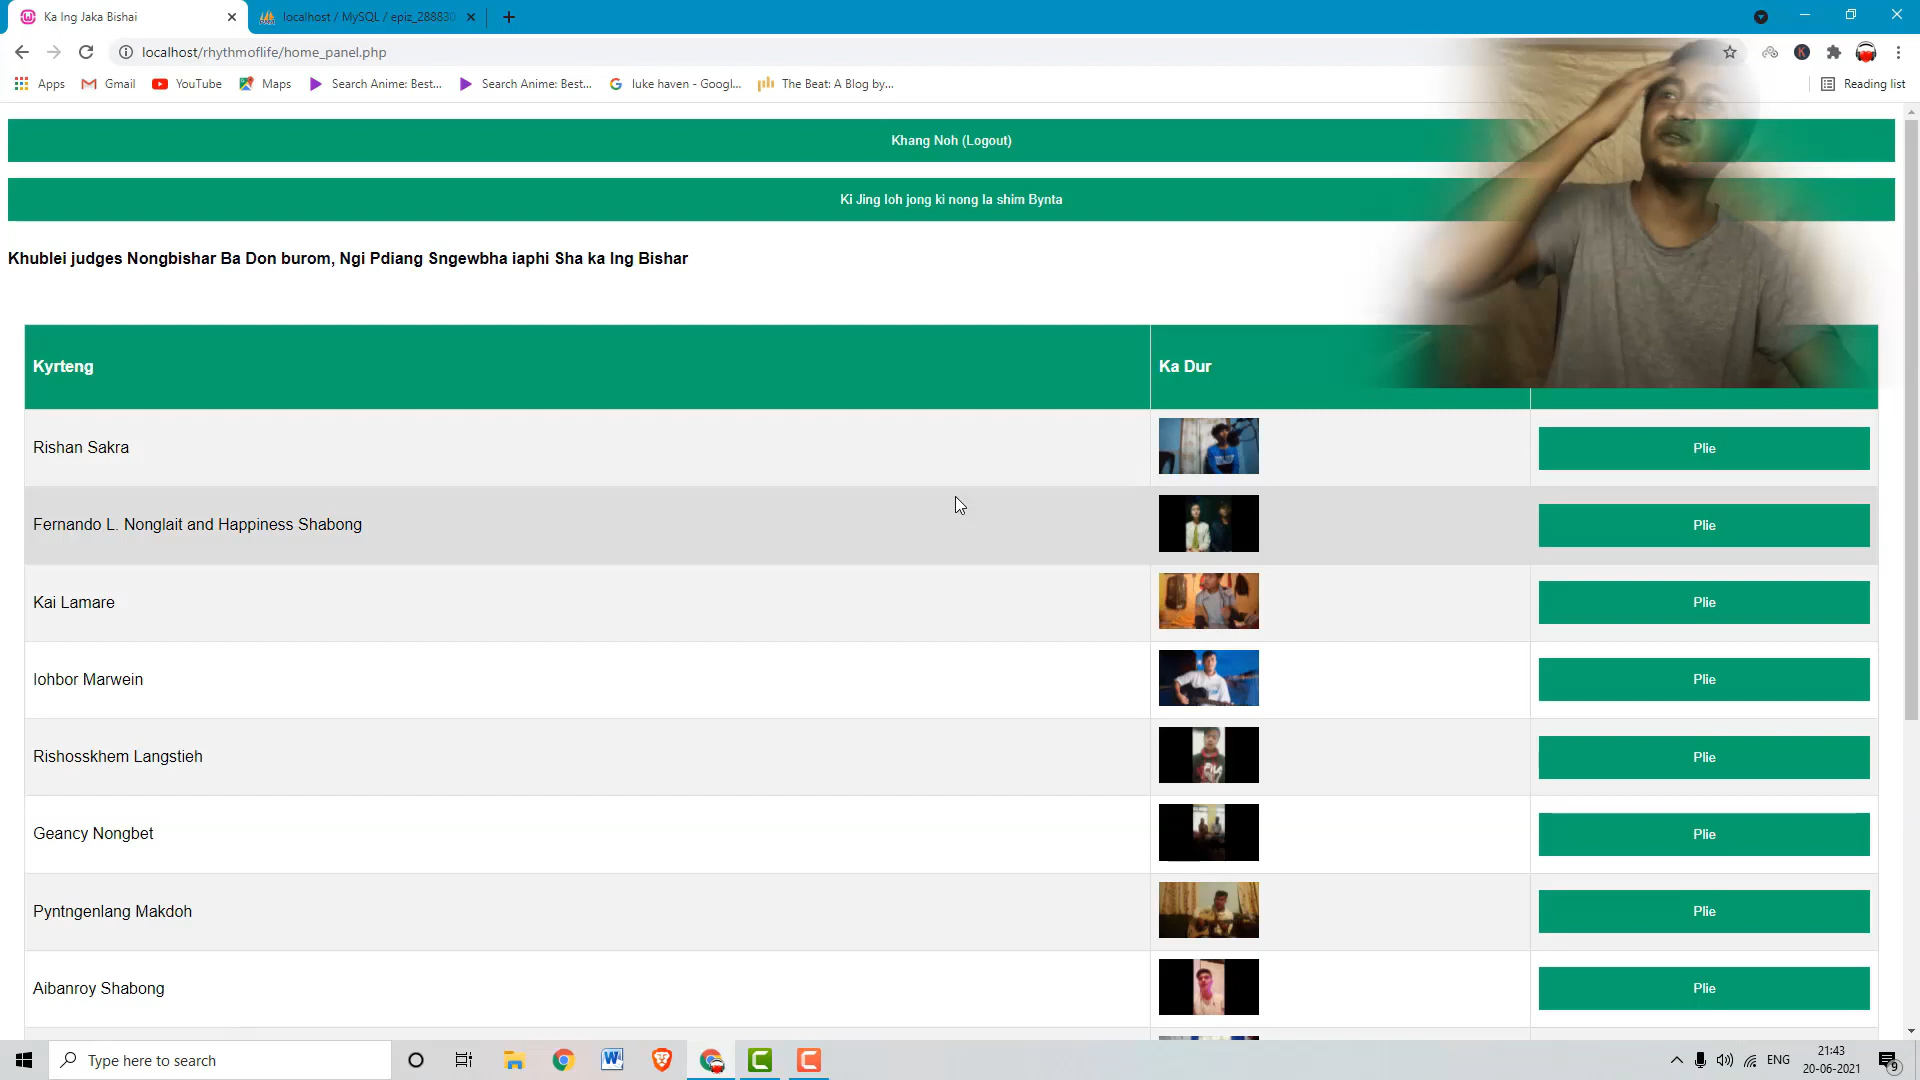 Ka Ing Jaka Bishai
localhost / MySQL / epiz_288830
localhost/rhythmoflife/home_panel.php
K
Apps
Gmail
YouTube
Maps
Search Anime: Best...
Search Anime: Best...
luke haven - Googl...
The Beat: A Blog by...
Reading list
Khang Noh (Logout)
Ki Jing Ioh jong ki nong Ia shim Bynta
Khublei judges Nongbishar Ba Don burom, Ngi Pdiang Sngewbha iaphi Sha ka Ing Bishar
Kyrteng
Ka Dur
Rishan Sakra
Plie
Fernando L. Nonglait and Happiness Shabong
Plie
Kai Lamare
Plie
Iohbor Marwein
Plie
Rishosskhem Langstieh
Plie
Geancy Nongbet
Plie
Pyntngenlang Makdoh
Plie
Aibanroy Shabong
Plie
Type here to search
ENG
21:43
20-06-2021
9